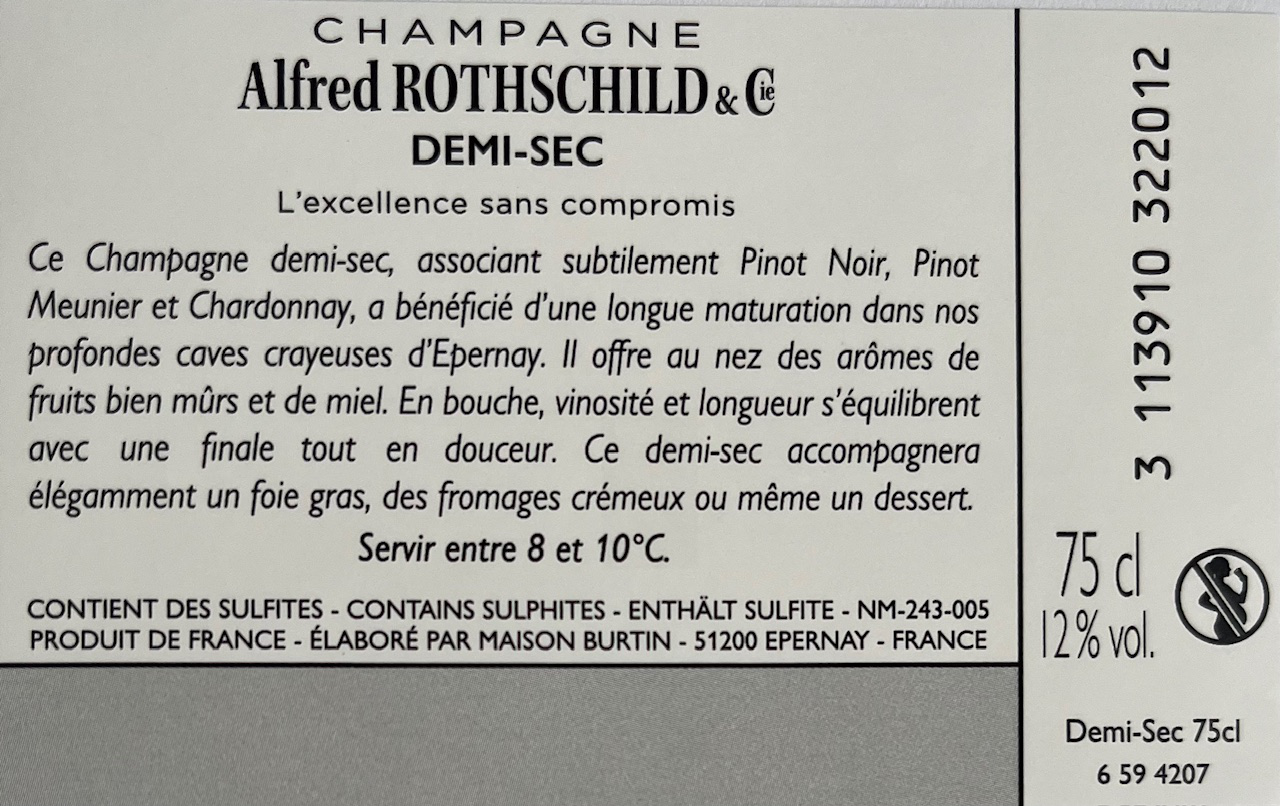 CHAMPAGNE
Alfred ROTHSCHILD & Cie
DEMI-SEC
L'excellence sans compromis
Ce Champagne demi-sec, associant subtilement Pinot Noir, Pinot
Meunier et Chardonnay, a bénéficié d'une longue maturation dans nos
profondes caves crayeuses d'Epernay. Il offre au nez des arômes de
fruits bien mûrs et de miel. En bouche, vinosité et longueur s'équilibrent
avec une finale tout en douceur. Ce demi-sec accompagnera
élégamment un foie gras, des fromages crémeux ou même un dessert.
Servir entre 8 et 10°C.
CONTIENT DES SULFITES - CONTAINS SULPHITES - ENTHÄLT SULFITE - NM-243-005
PRODUIT DE FRANCE - ÉLABORÉ PAR MAISON BURTIN - 51200 EPERNAY - FRANCE
3 113910 322012
75 cl
12% vol.
Demi-Sec 75cl
6 59 4207